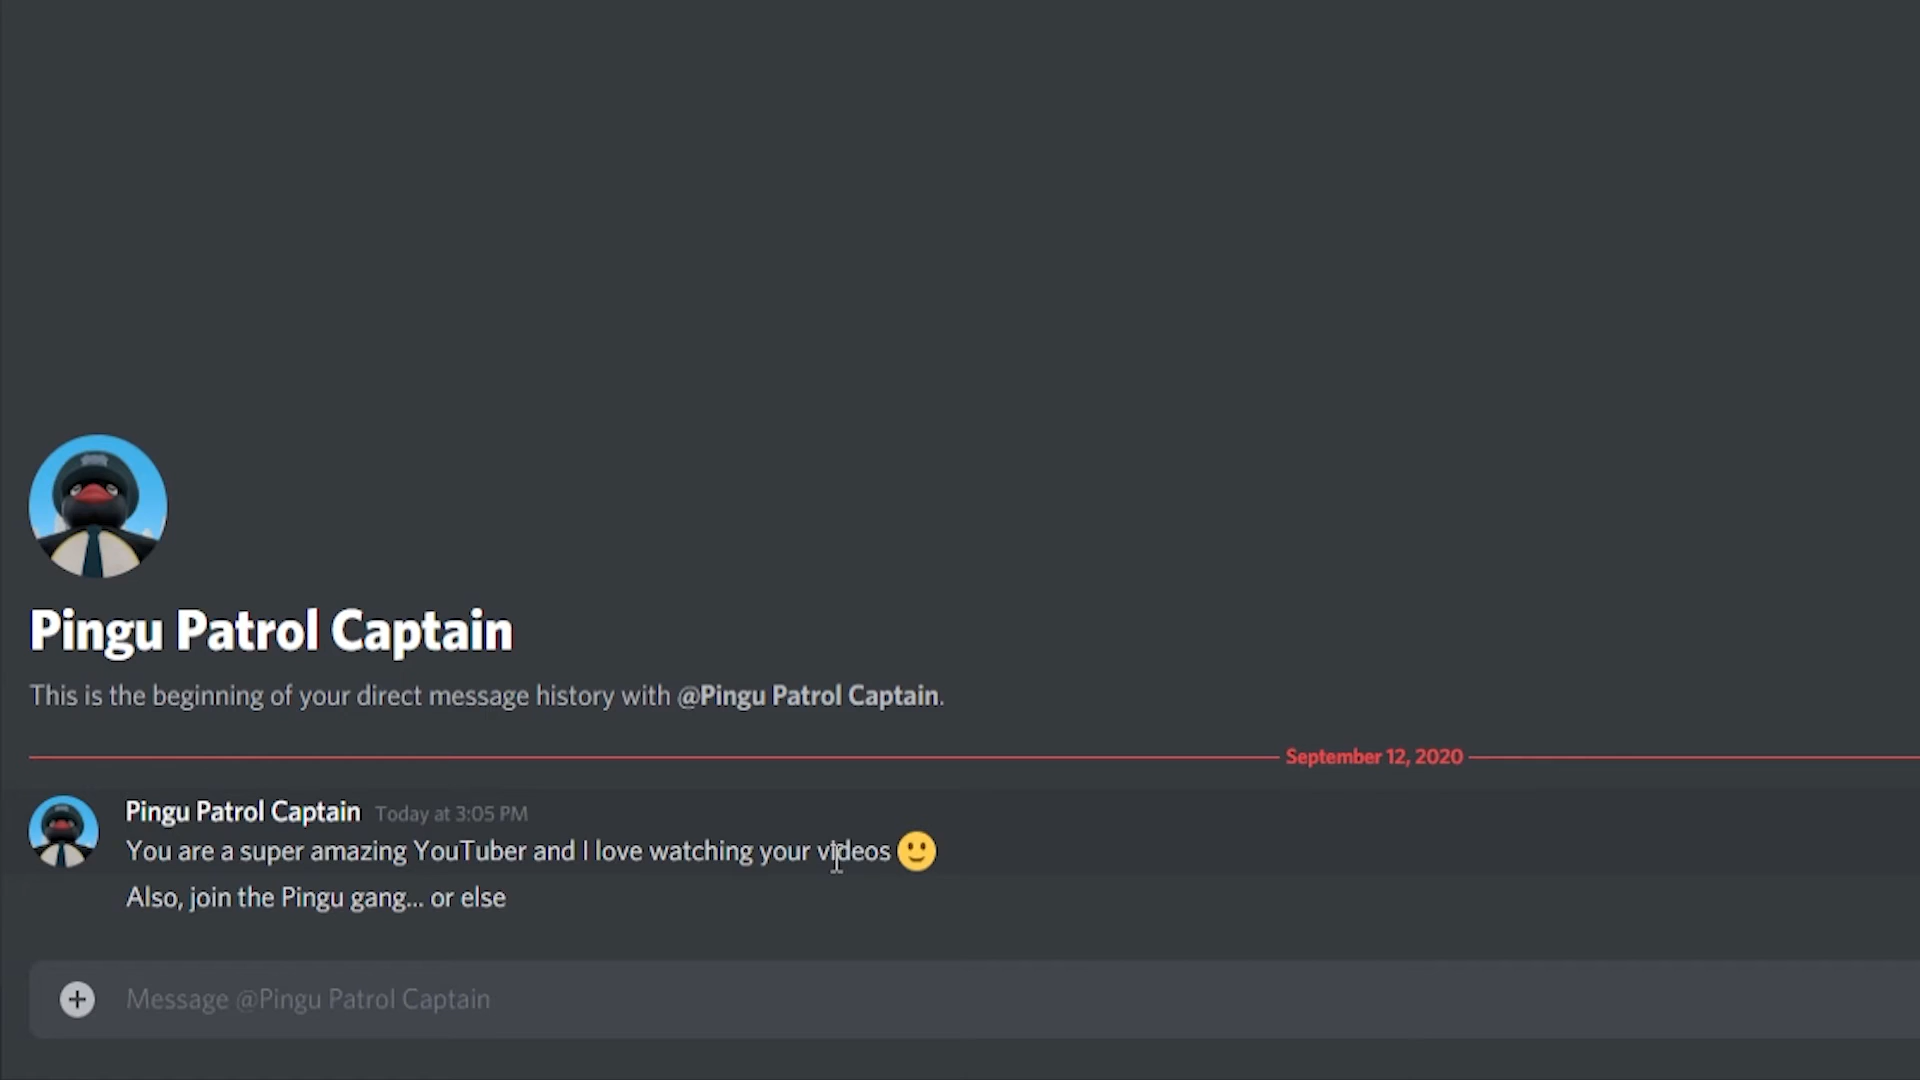 Pingu Patrol Captain
This is the beginning of your direct message history with @Pingu Patrol Captain.
September 12, 2020
Pingu Patrol Captain Today at 3:05 PM
You are a super amazing YouTuber and I love watching your videos 🙂
Also, join the Pingu gang... or else
Message @Pingu Patrol Captain